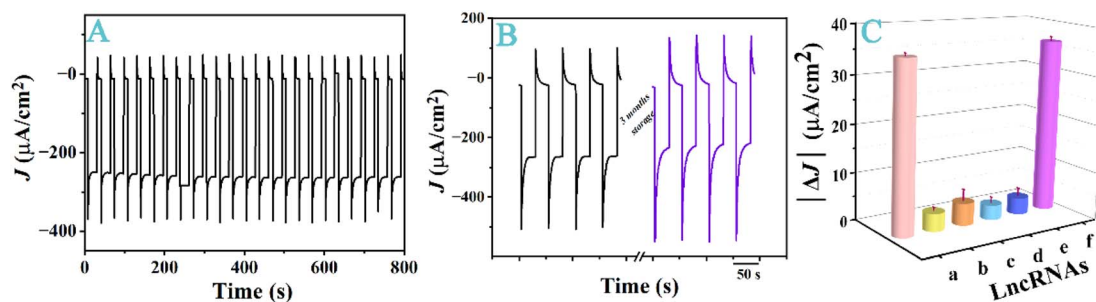 A
J (μA/cm²)
−0
−200
−400
0
200
400
600
800
Time (s)
B
J (μA/cm²)
200
0
−200
−400
3 months
storage
50 s
Time (s)
C
| ΔJ | (μA/cm²)
40
30
20
10
0
a
b
c
d
e
f
LncRNAs